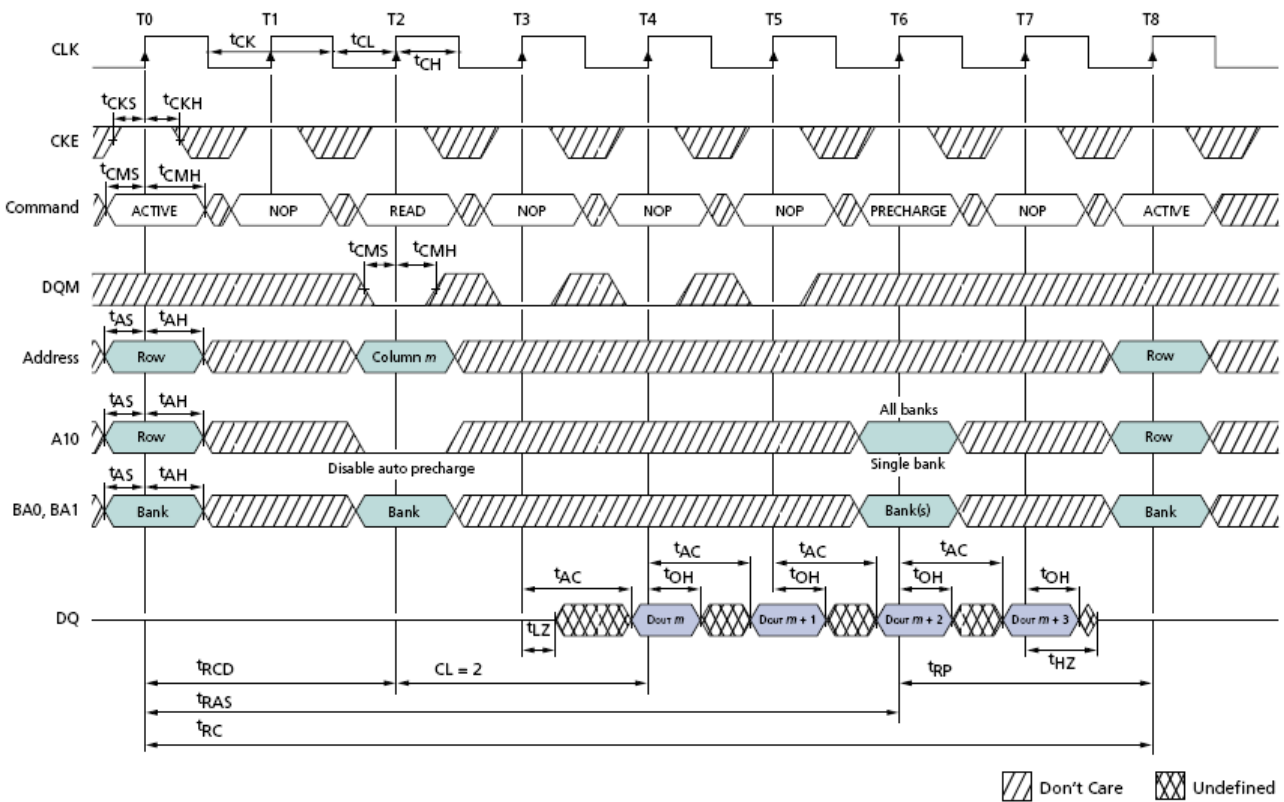 T0 T1 T2 T3 T4 T5 T6 T7 T8
CLK
tCK tCL
tCH
tCKS tCKH
CKE
tCMS tCMH
Command ACTIVE NOP READ NOP NOP NOP PRECHARGE NOP ACTIVE
tCMS tCMH
DQM
tAS tAH
Address Row Column m Row
tAS tAH
All banks
A10 Row Row
Disable auto precharge Single bank
tAS tAH
BA0, BA1 Bank Bank Bank(s) Bank
tAC tAC tAC
tAC tOH tOH tOH tOH
DQ DOUT m DOUT m + 1 DOUT m + 2 DOUT m + 3
tLZ tHZ
tRCD CL = 2 tRP
tRAS
tRC
Don't Care Undefined